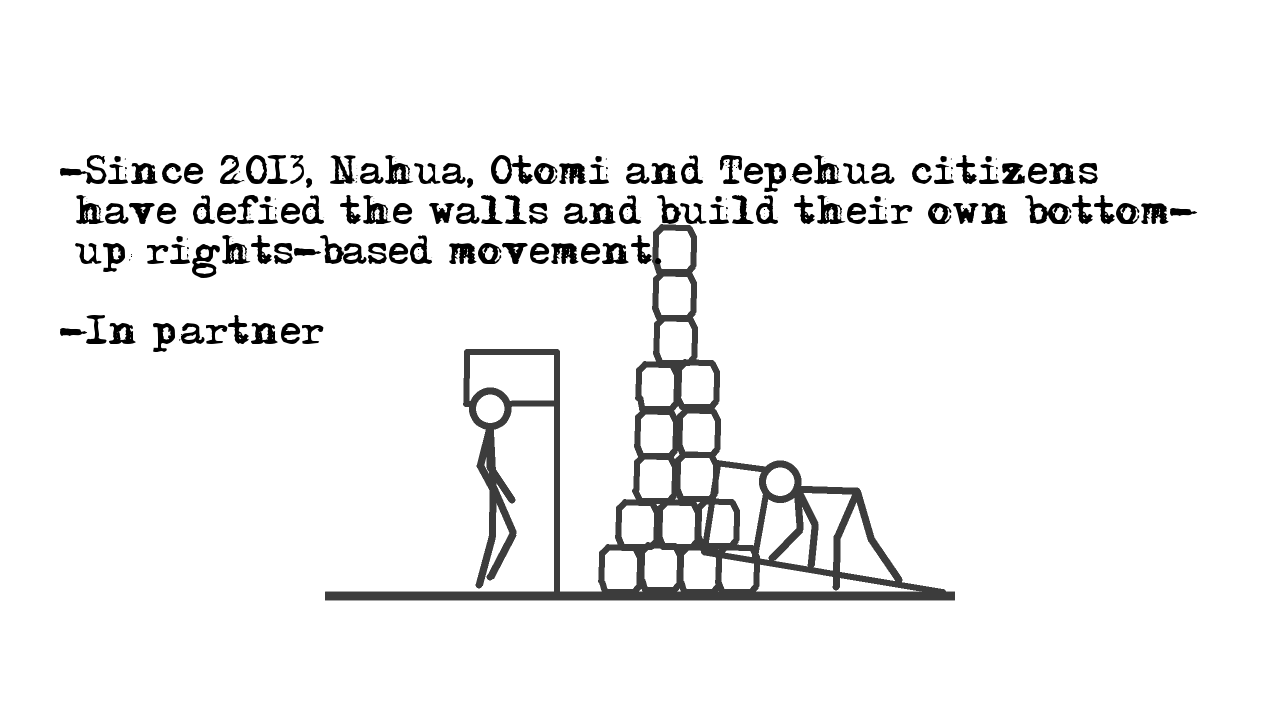 -Since 2013, Nahua, Otomi and Tepehua citizens
have defied the walls and build their own bottom-
up rights-based movement.
-In partner